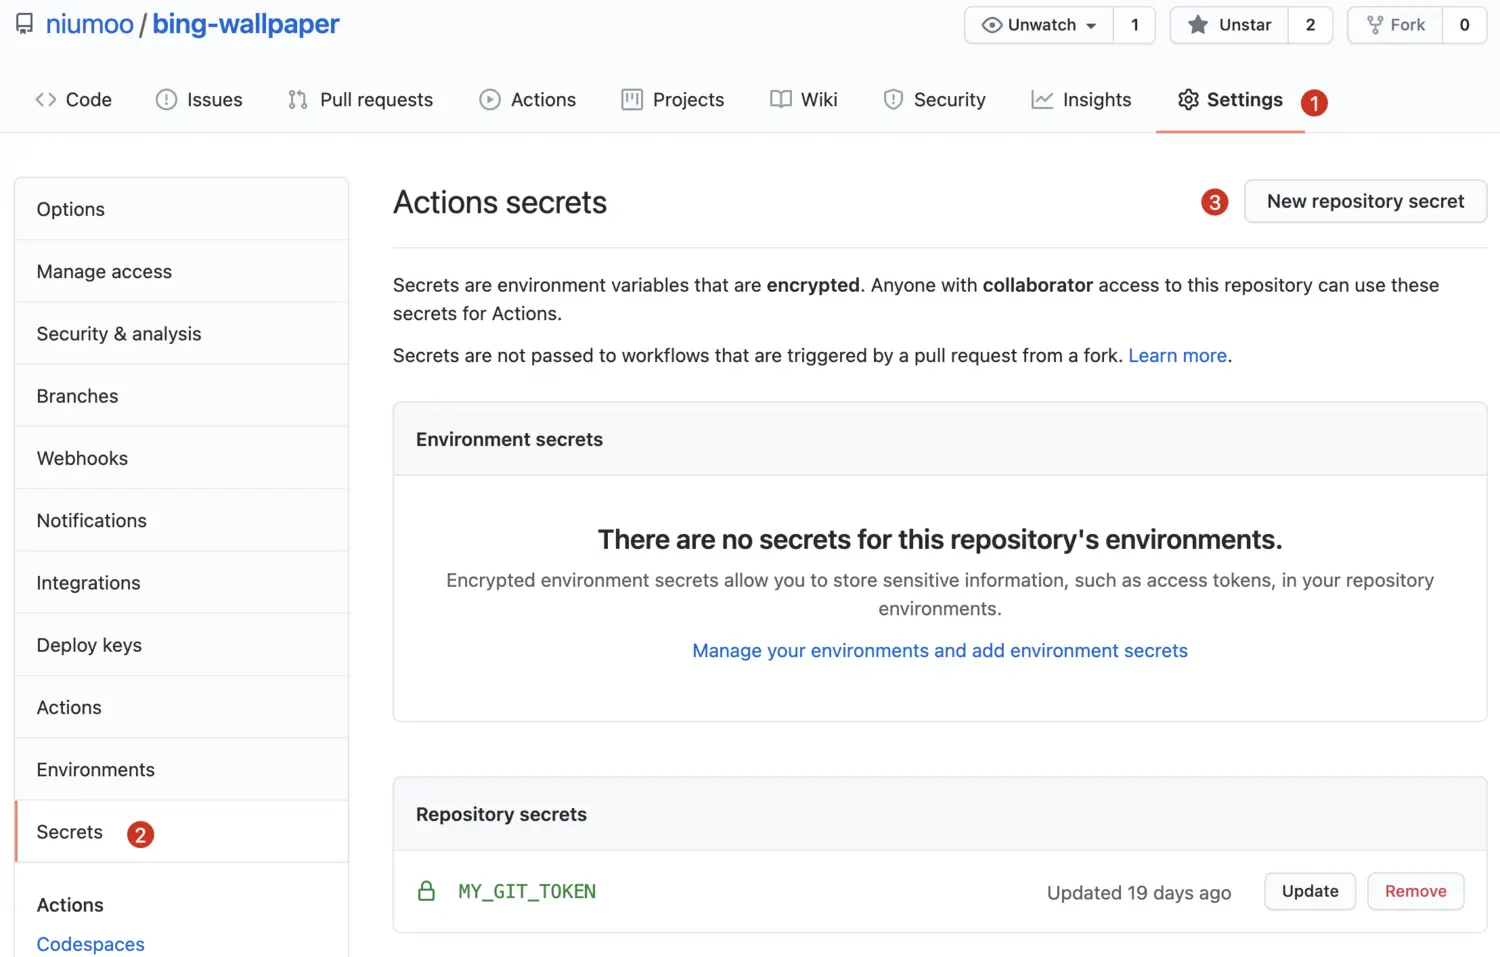 niumoo / bing-wallpaper
Unwatch 1 Unstar 2 Fork 0
Code Issues Pull requests Actions Projects Wiki Security Insights Settings 1
Options
Manage access
Security & analysis
Branches
Webhooks
Notifications
Integrations
Deploy keys
Actions
Environments
Secrets 2
Actions
Codespaces
Actions secrets
3 New repository secret
Secrets are environment variables that are encrypted. Anyone with collaborator access to this repository can use these
secrets for Actions.
Secrets are not passed to workflows that are triggered by a pull request from a fork. Learn more.
Environment secrets
There are no secrets for this repository's environments.
Encrypted environment secrets allow you to store sensitive information, such as access tokens, in your repository
environments.
Manage your environments and add environment secrets
Repository secrets
MY_GIT_TOKEN Updated 19 days ago Update Remove